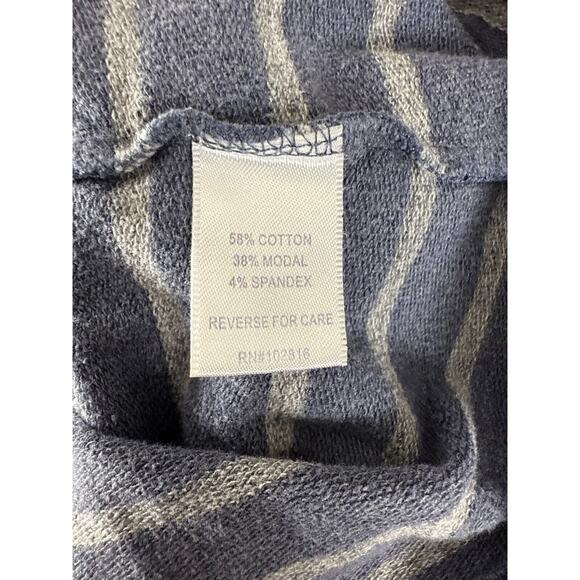 58% COTTON
38% MODAL
4% SPANDEX
REVERSE FOR CARE
RN#102816